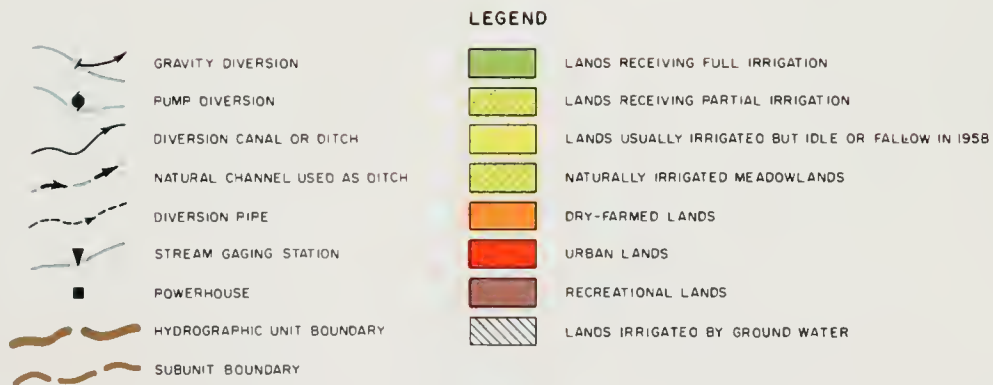 LEGEND
GRAVITY DIVERSION
PUMP DIVERSION
DIVERSION CANAL OR DITCH
NATURAL CHANNEL USED AS DITCH
DIVERSION PIPE
STREAM GAGING STATION
POWERHOUSE
HYDROGRAPHIC UNIT BOUNDARY
SUBUNIT BOUNDARY
LANDS RECEIVING FULL IRRIGATION
LANDS RECEIVING PARTIAL IRRIGATION
LANDS USUALLY IRRIGATED BUT IDLE OR FALLOW IN 1958
NATURALLY IRRIGATED MEADOWLANDS
DRY-FARMED LANDS
URBAN LANDS
RECREATIONAL LANDS
LANDS IRRIGATED BY GROUND WATER